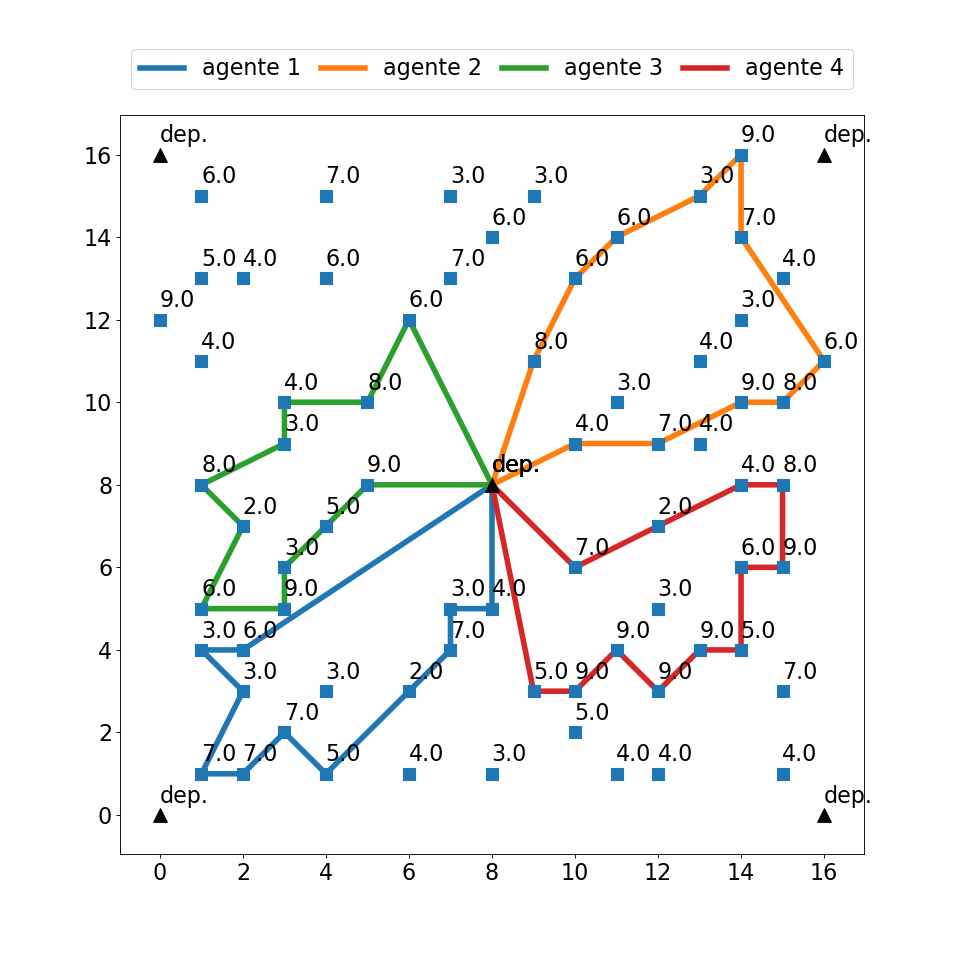 agente 1 agente 2 agente 3 agente 4
9.0
dep. dep.
16
6.0 7.0 3.0 3.0 3.0
6.0 6.0 7.0
14
5.0 4.0 6.0 7.0 6.0 4.0
9.0 6.0 3.0
12
4.0 8.0 4.0 6.0
4.0 8.0 3.0 9.0 8.0
10
3.0 4.0 7.0 4.0
8.0 9.0 dep. 4.0 8.0
8
2.0 5.0 2.0
3.0 7.0 6.0 9.0
6
6.0 9.0 3.0 4.0 3.0
3.0 6.0 7.0 9.0 9.0 5.0
4
3.0 3.0 2.0 5.0 9.0 9.0 7.0
7.0 5.0
2
7.0 7.0 5.0 4.0 3.0 4.0 4.0 4.0
dep. dep.
0
0 2 4 6 8 10 12 14 16